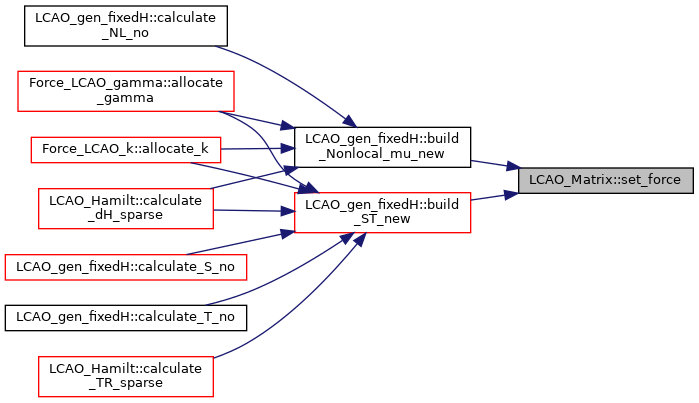 LCAO_gen_fixedH::calculate
_NL_no
Force_LCAO_gamma::allocate
_gamma
Force_LCAO_k::allocate_k
LCAO_Hamilt::calculate
_dH_sparse
LCAO_gen_fixedH::calculate_S_no
LCAO_gen_fixedH::calculate_T_no
LCAO_Hamilt::calculate
_TR_sparse
LCAO_gen_fixedH::build
_Nonlocal_mu_new
LCAO_gen_fixedH::build
_ST_new
LCAO_Matrix::set_force